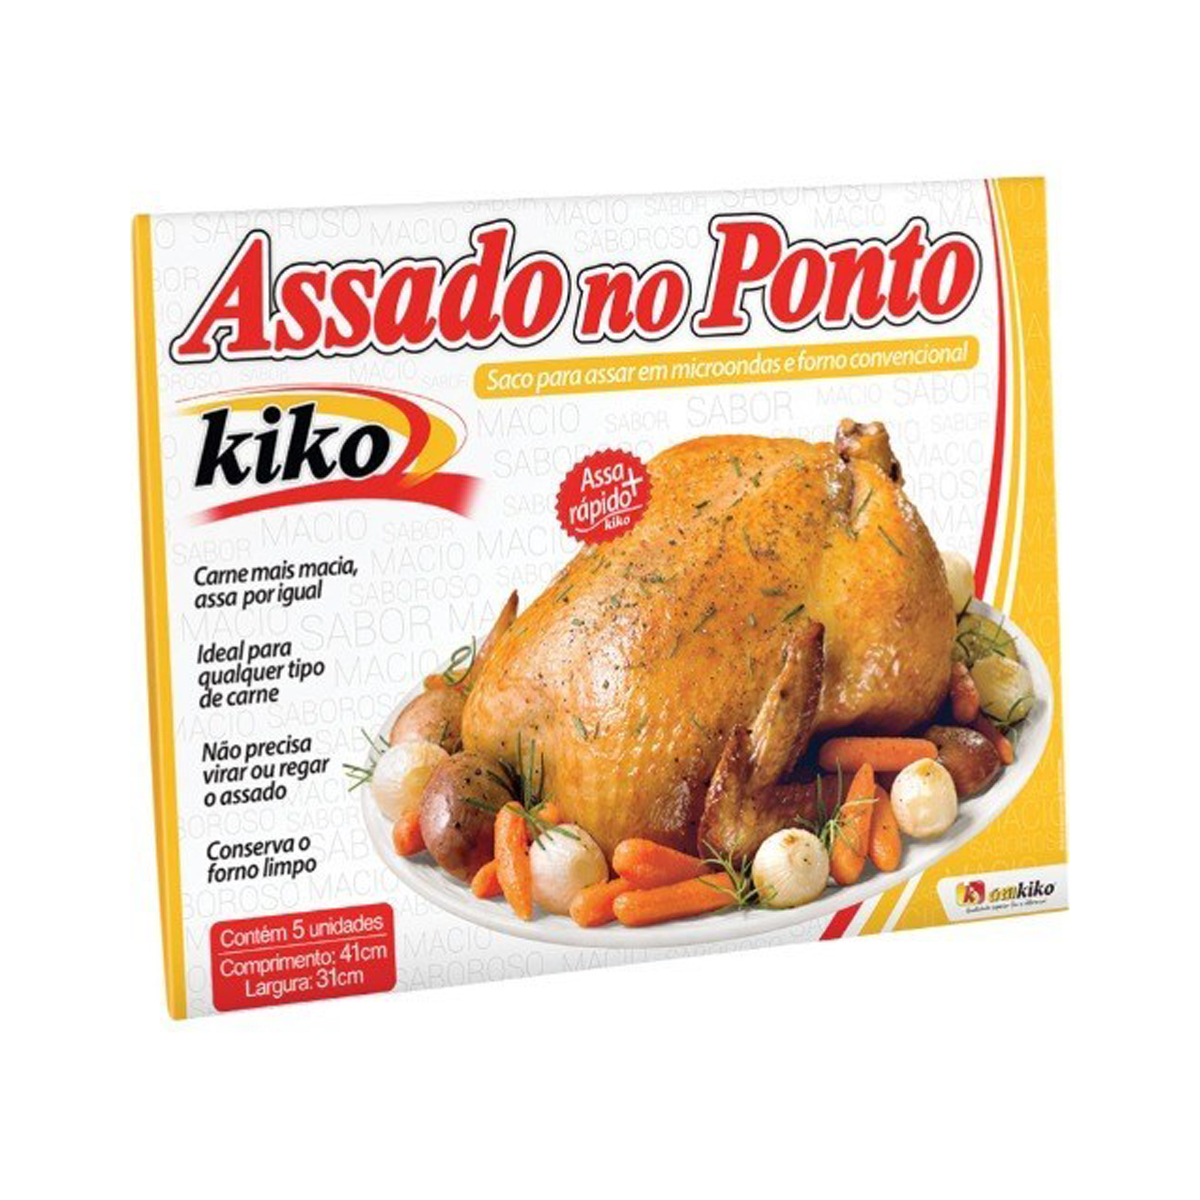 Assado no Ponto
Saco para assar em microondas e forno convencional
kiko
Assa
rápido+
kiko
Carne mais macia,
assa por igual
Ideal para
qualquer tipo
de carne
Não precisa
virar ou regar
o assado
Conserva o
forno limpo
Contém 5 unidades
Comprimento: 41cm
Largura: 31cm
kiko